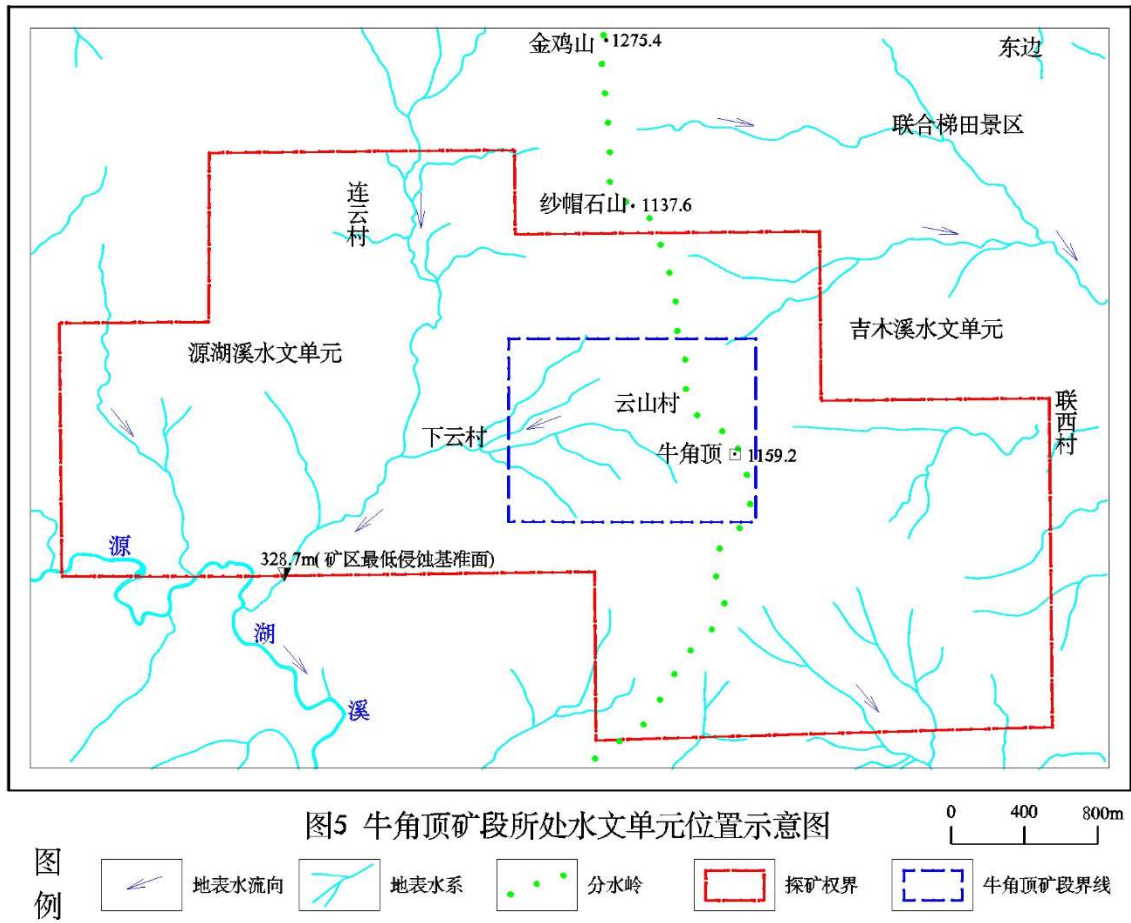 金鸡山 1275.4
东边
联合梯田景区
连云村
纱帽石山 1137.6
源湖溪水文单元
吉木溪水文单元
云山村
联西村
下云村
牛角顶 1159.2
源
328.7m(矿区最低侵蚀基准面)
湖
溪
图5 牛角顶矿段所处水文单元位置示意图
0 400 800m
图例
地表水流向
地表水系
分水岭
探矿权界
牛角顶矿段界线